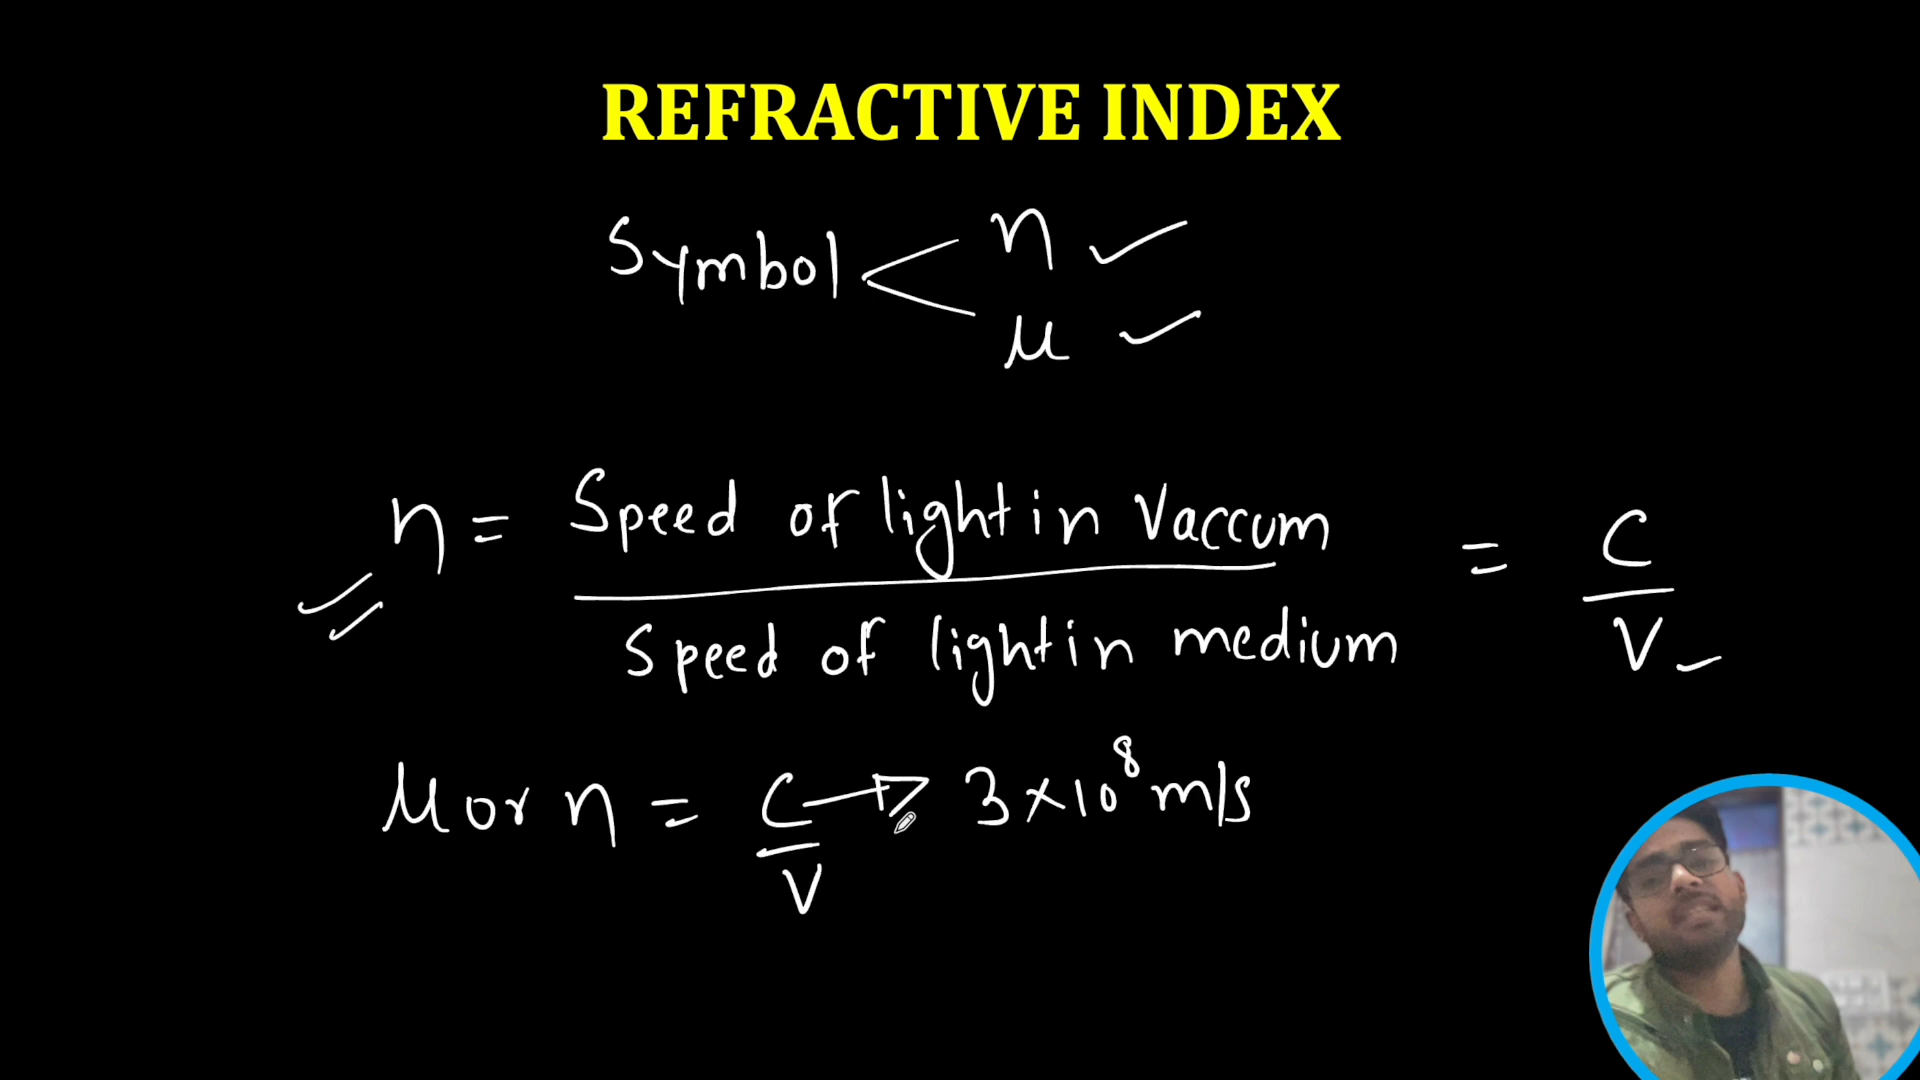 REFRACTIVE INDEX
Symbol < n ✓
μ ✓
n = Speed of light in Vaccum / Speed of light in medium = C / V
μ or n = C / V → 3×10⁸ m/s